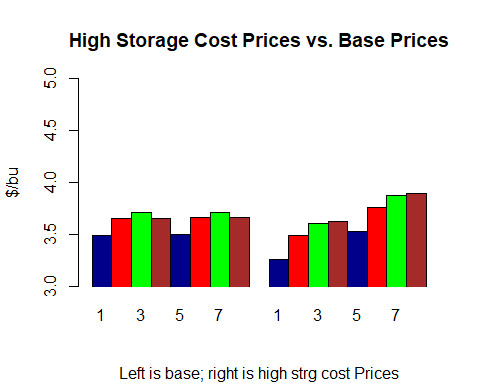 High Storage Cost Prices vs. Base Prices
$/bu
5.0
4.5
4.0
3.5
3.0
1 3 5 7 1 3 5 7
Left is base; right is high strg cost Prices